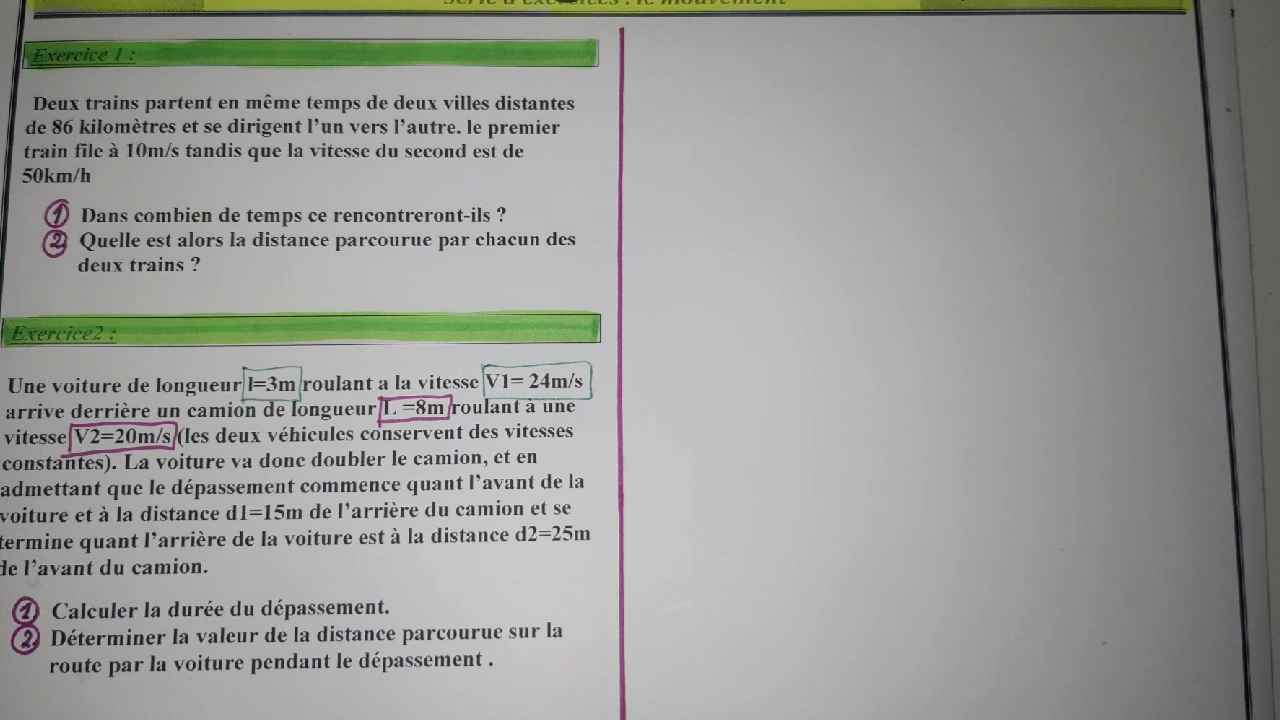 Série d'exercices : le mouvement
Exercice 1 :
Deux trains partent en même temps de deux villes distantes
de 86 kilomètres et se dirigent l'un vers l'autre. le premier
train file à 10m/s tandis que la vitesse du second est de
50km/h
1 Dans combien de temps ce rencontreront-ils ?
2 Quelle est alors la distance parcourue par chacun des
deux trains ?
Exercice2 :
Une voiture de longueur l=3m roulant a la vitesse V1= 24m/s
arrive derrière un camion de longueur L =8m roulant à une
vitesse V2=20m/s (les deux véhicules conservent des vitesses
constantes). La voiture va donc doubler le camion, et en
admettant que le dépassement commence quant l'avant de la
voiture et à la distance d1=15m de l'arrière du camion et se
termine quant l'arrière de la voiture est à la distance d2=25m
de l'avant du camion.
1 Calculer la durée du dépassement.
2 Déterminer la valeur de la distance parcourue sur la
route par la voiture pendant le dépassement .